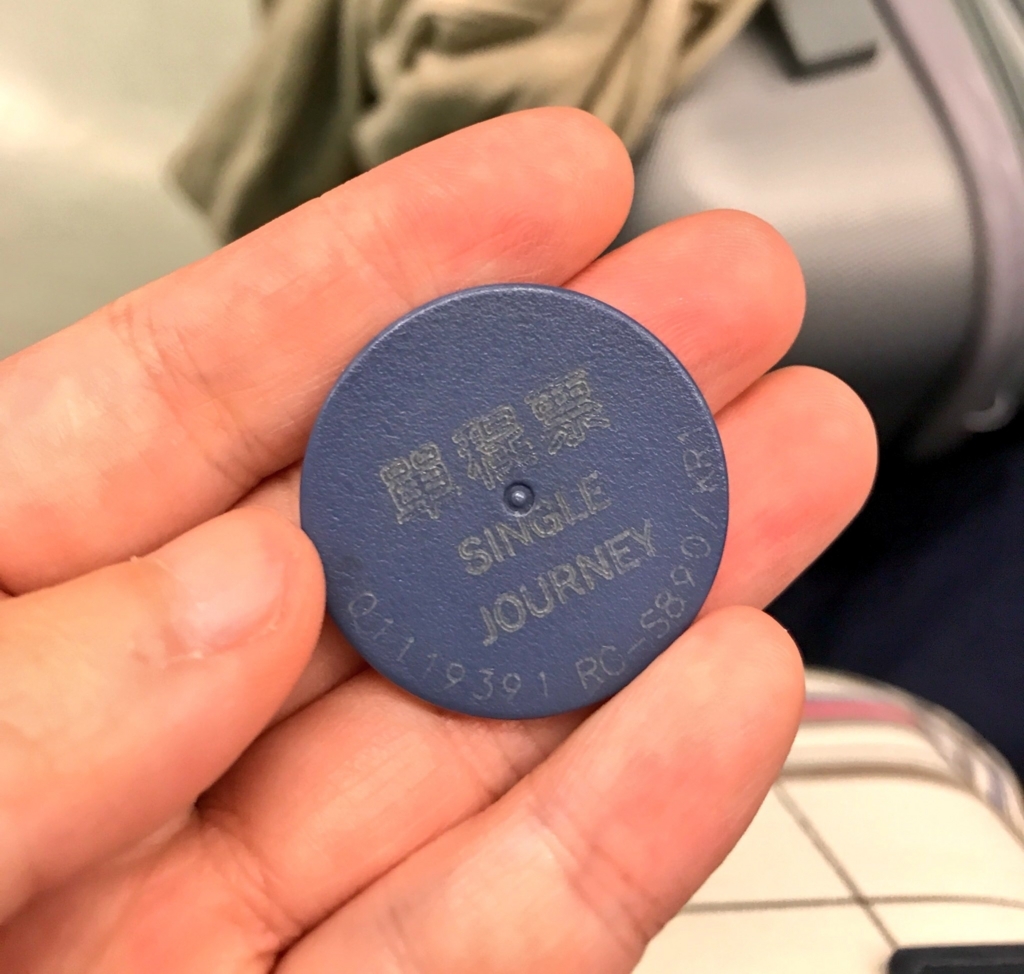 單程票
SINGLE
JOURNEY
RC-S890/